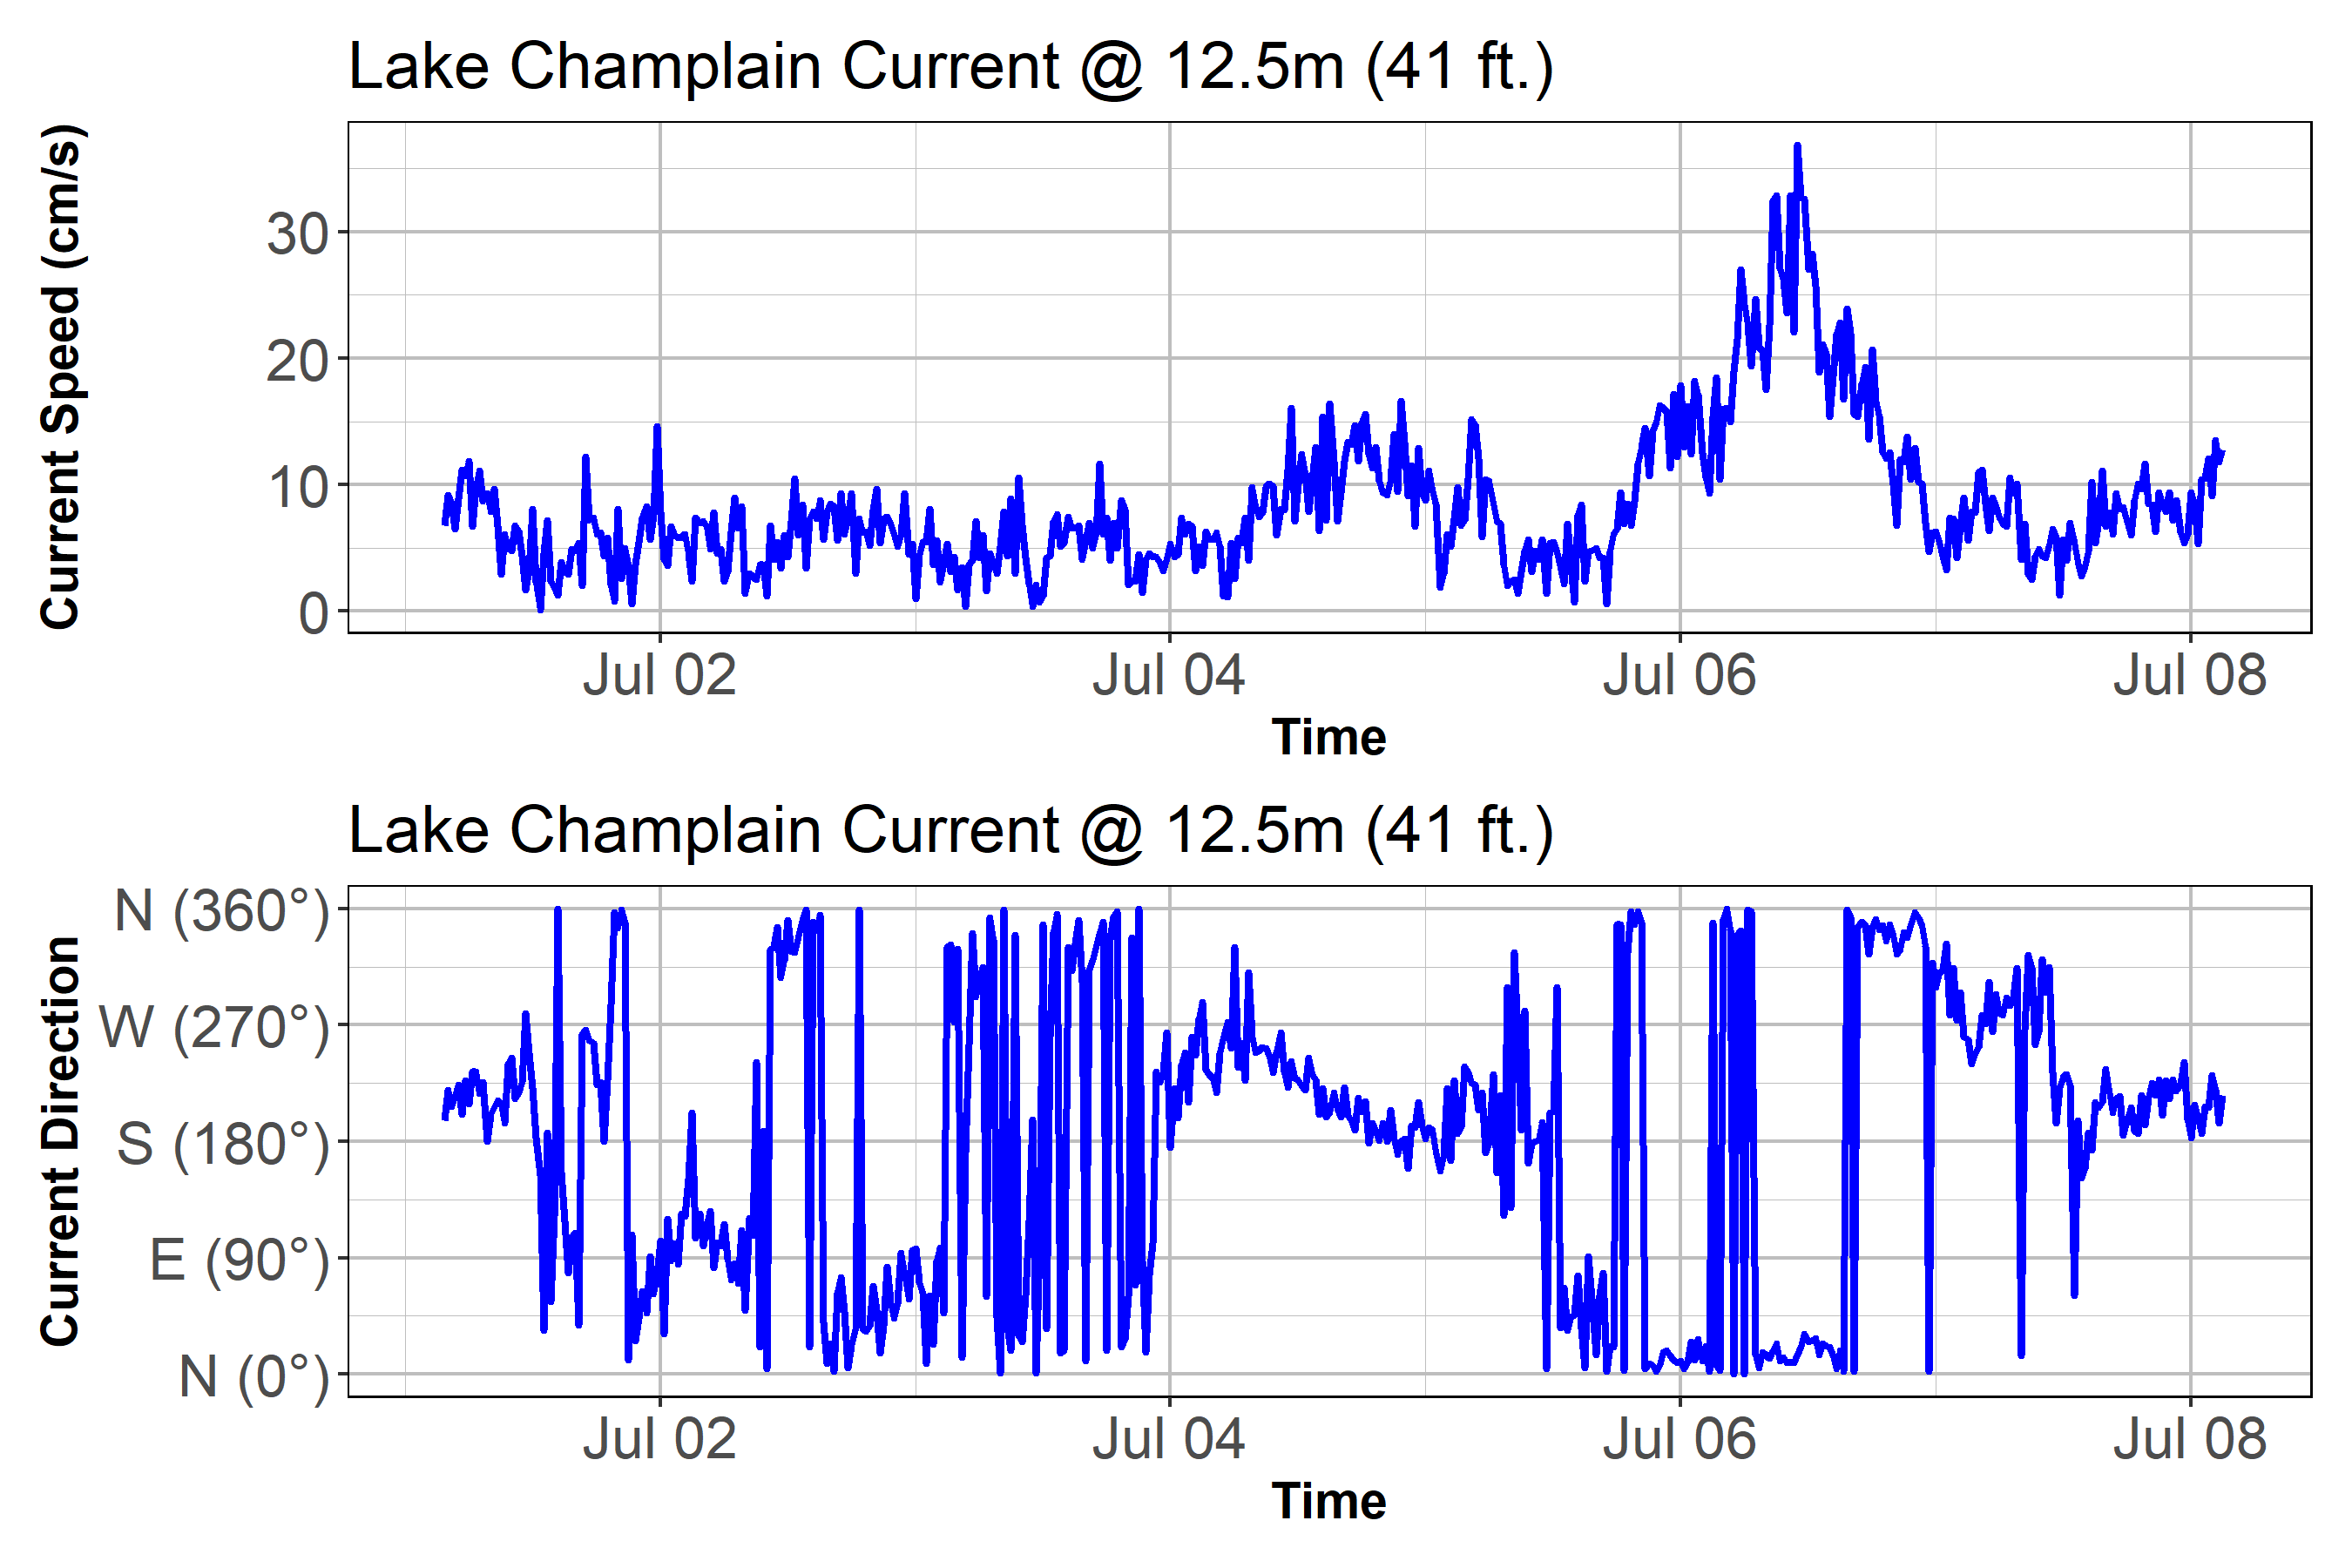 Lake Champlain Current @ 12.5m (41 ft.)
Current Speed (cm/s)
30
20
10
0
Jul 02 Jul 04 Jul 06 Jul 08
Time
Lake Champlain Current @ 12.5m (41 ft.)
Current Direction
N (360°)
W (270°)
S (180°)
E (90°)
N (0°)
Jul 02 Jul 04 Jul 06 Jul 08
Time